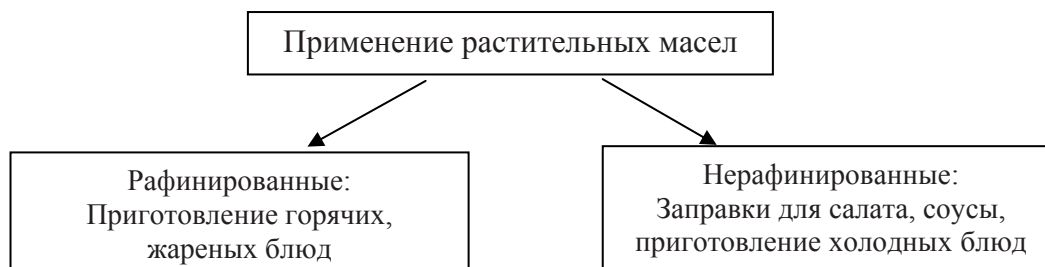 Применение растительных масел
Рафинированные:
Приготовление горячих,
жареных блюд
Нерафинированные:
Заправки для салата, соусы,
приготовление холодных блюд